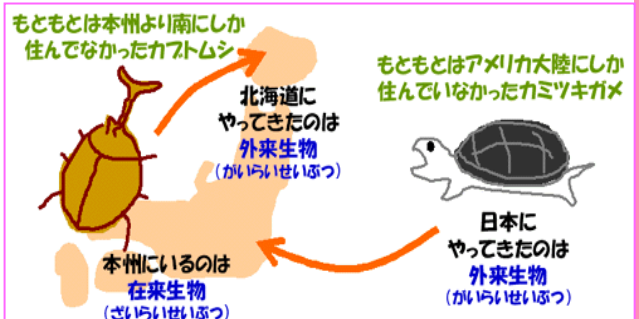 もともとは本州より南にしか
住んでなかったカブトムシ
北海道に
やってきたのは
外来生物
(がいらいせいぶつ)
本州にいるのは
在来生物
(ざいらいせいぶつ)
もともとはアメリカ大陸にしか
住んでいなかったカミツキガメ
日本に
やってきたのは
外来生物
(がいらいせいぶつ)